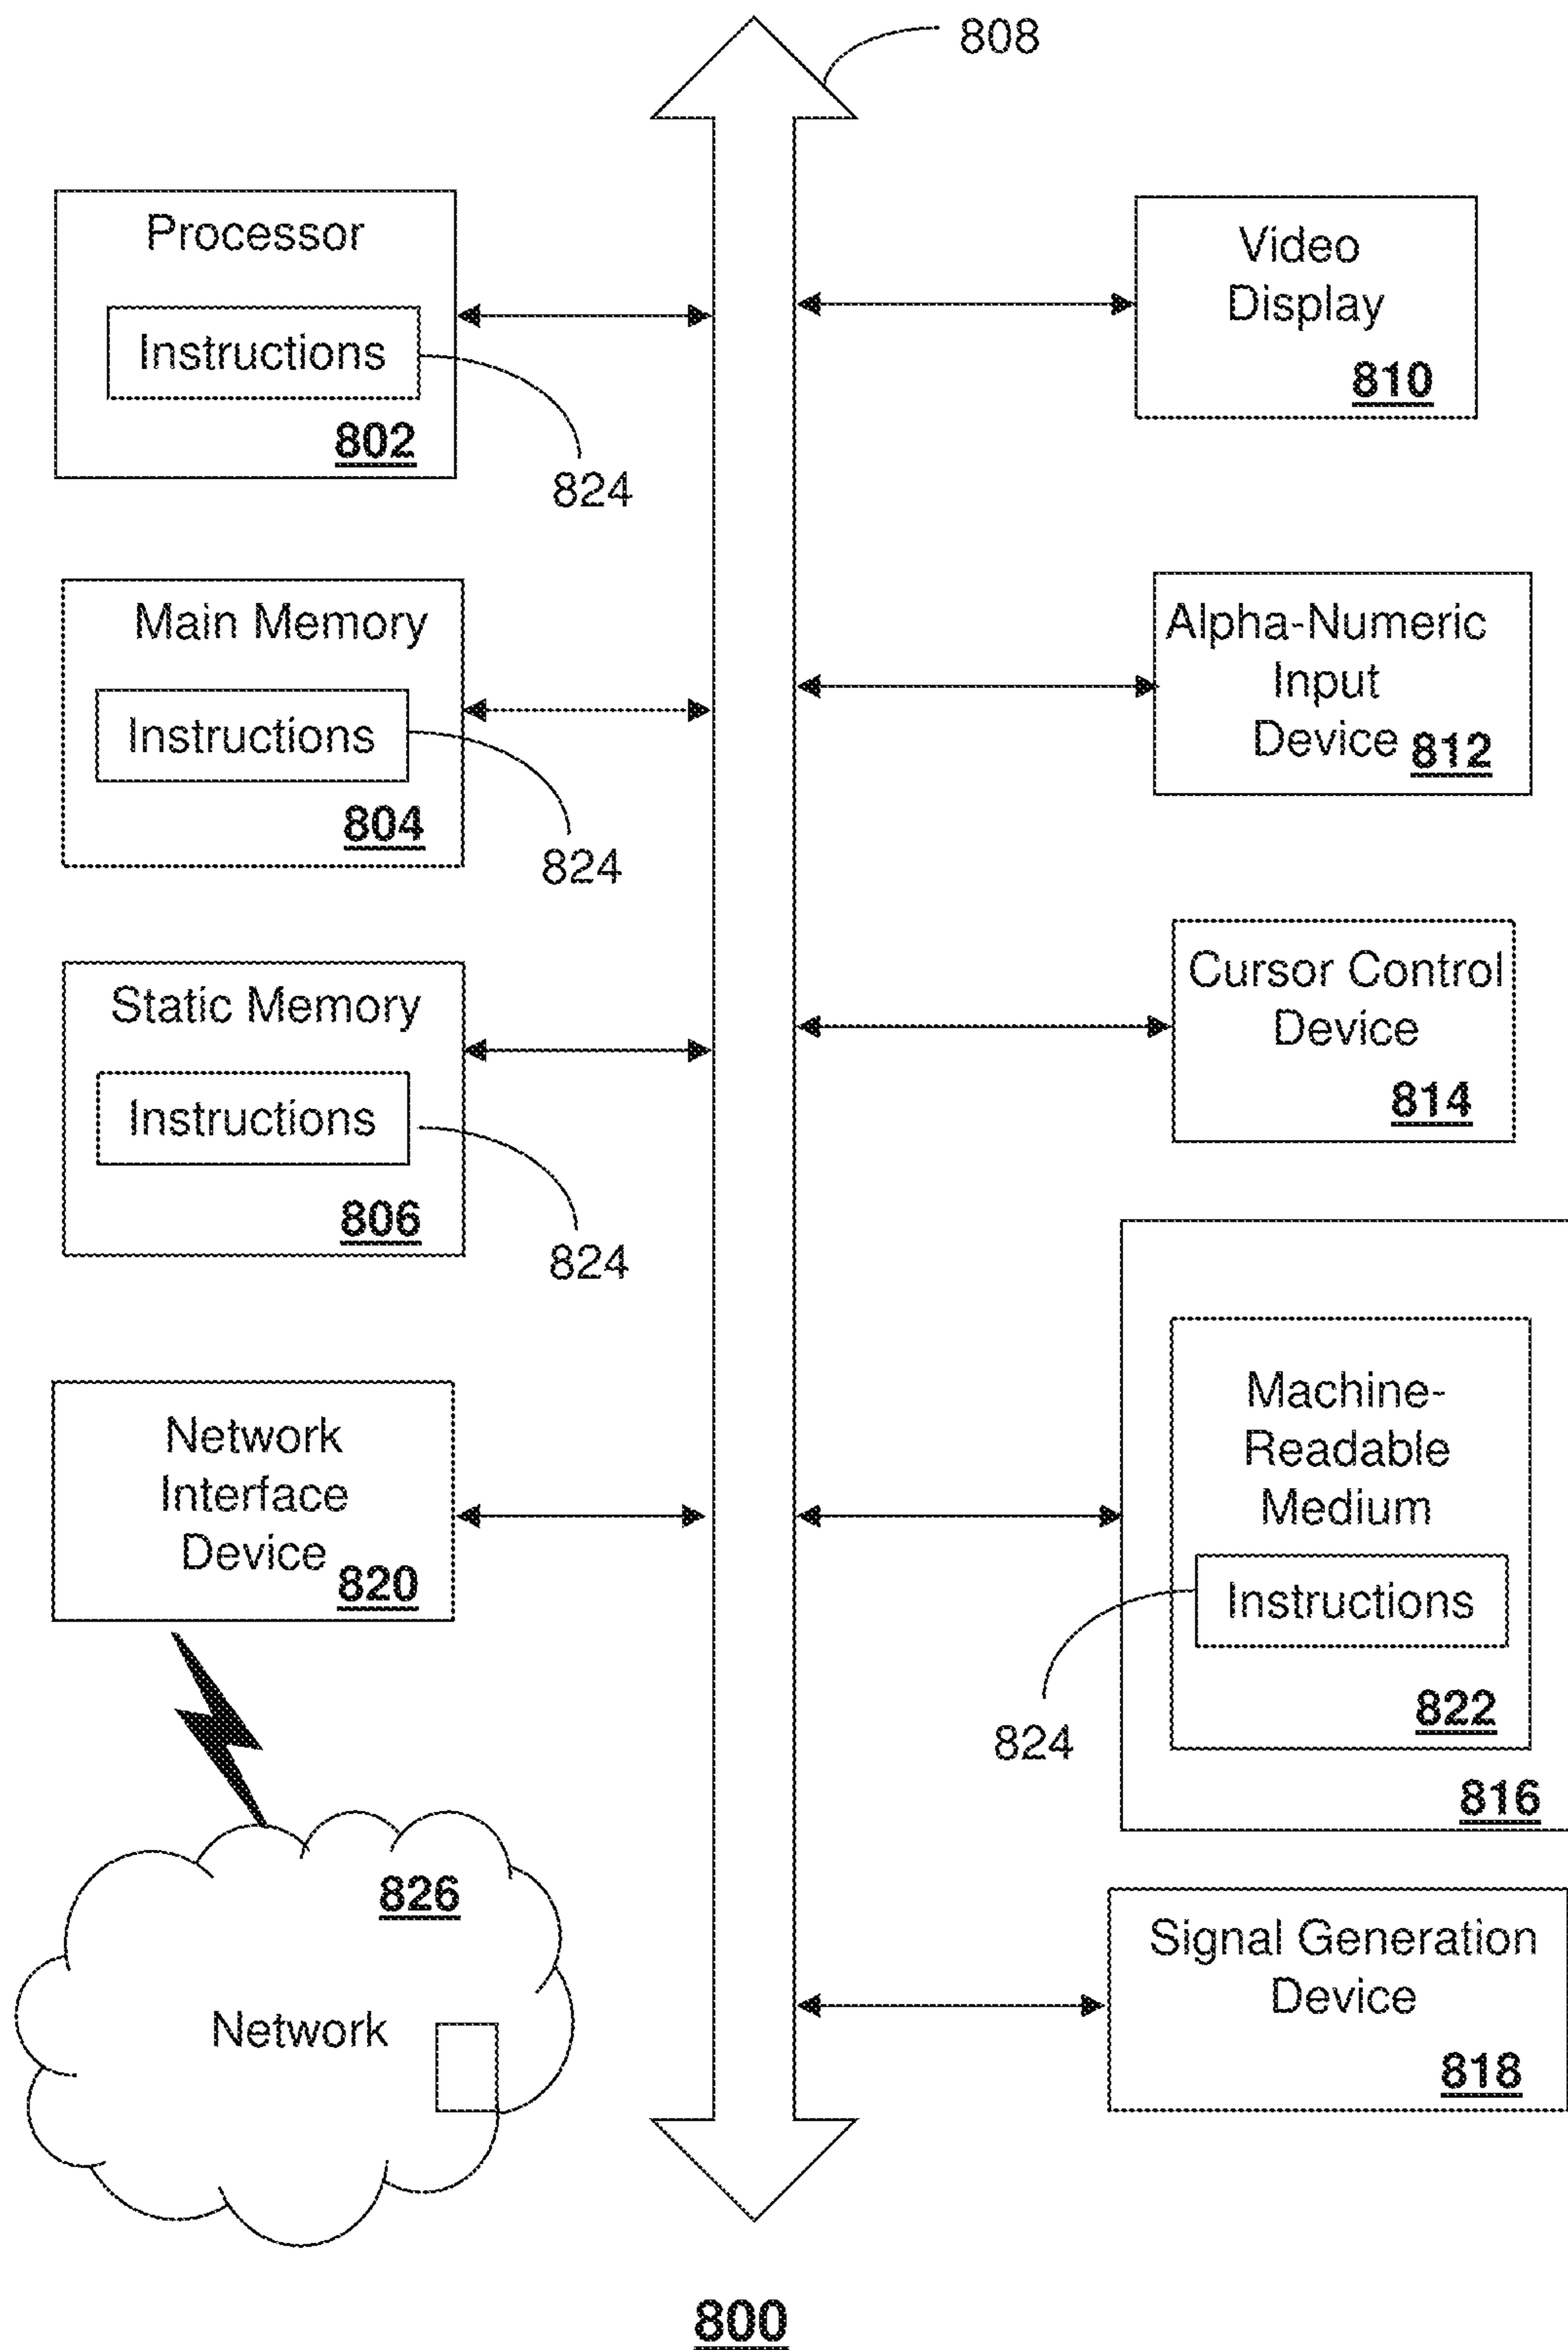 808
Processor
Instructions
802
824
Main Memory
Instructions
804
824
Static Memory
Instructions
806
824
Network
Interface
Device
820
826
Network
Video
Display
810
Alpha-Numeric
Input
Device
812
Cursor Control
Device
814
Machine-
Readable
Medium
Instructions
824
822
816
Signal Generation
Device
818
800